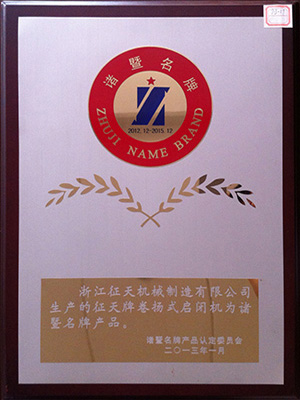 诸暨名牌
2012.12-2015.12
ZHUJI NAME BRAND
浙江征天机械制造有限公司
生产的征天牌卷扬式启闭机为诸
暨名牌产品。
诸暨名牌产品认定委员会
二〇一三年一月